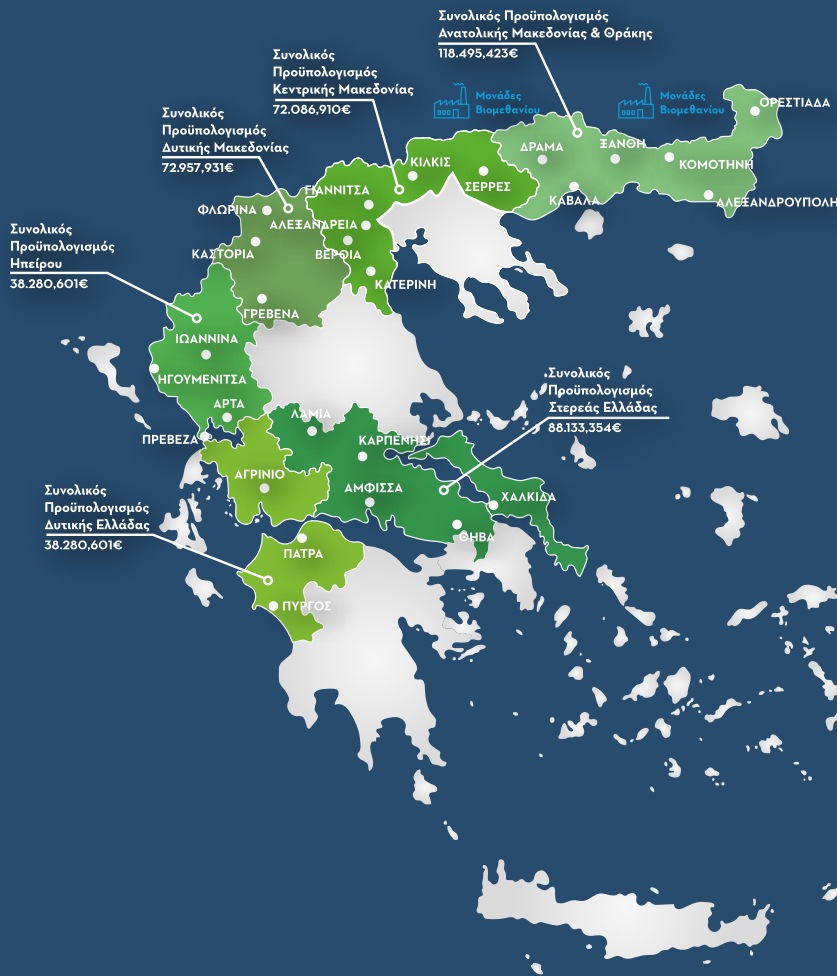 Συνολικός Προϋπολογισμός
Ανατολικής Μακεδονίας & Θράκης
118.495,423€
Συνολικός
Προϋπολογισμός
Κεντρικής Μακεδονίας
72.086,910€
Μονάδες
Βιομεθανίου
Μονάδες
Βιομεθανίου
Συνολικός
Προϋπολογισμός
Δυτικής Μακεδονίας
72.957,931€
ΟΡΕΣΤΙΑΔΑ
ΔΡΑΜΑ
ΞΑΝΘΗ
ΚΟΜΟΤΗΝΗ
ΚΙΛΚΙΣ
ΣΕΡΡΕΣ
ΚΑΒΑΛΑ
ΑΛΕΞΑΝΔΡΟΥΠΟΛΗ
ΓΙΑΝΝΙΤΣΑ
ΦΛΩΡΙΝΑ
ΑΛΕΞΑΝΔΡΕΙΑ
ΚΑΣΤΟΡΙΑ
ΒΕΡΟΙΑ
ΚΑΤΕΡΙΝΗ
ΓΡΕΒΕΝΑ
Συνολικός
Προϋπολογισμός
Ηπείρου
38.280,601€
ΙΩΑΝΝΙΝΑ
ΗΓΟΥΜΕΝΙΤΣΑ
ΑΡΤΑ
ΠΡΕΒΕΖΑ
Συνολικός
Προϋπολογισμός
Στερεάς Ελλάδας
88.133,354€
ΛΑΜΙΑ
ΚΑΡΠΕΝΗΣΙ
ΑΓΡΙΝΙΟ
ΑΜΦΙΣΣΑ
ΧΑΛΚΙΔΑ
ΘΗΒΑ
Συνολικός
Προϋπολογισμός
Δυτικής Ελλάδας
38.280,601€
ΠΑΤΡΑ
ΠΥΡΓΟΣ